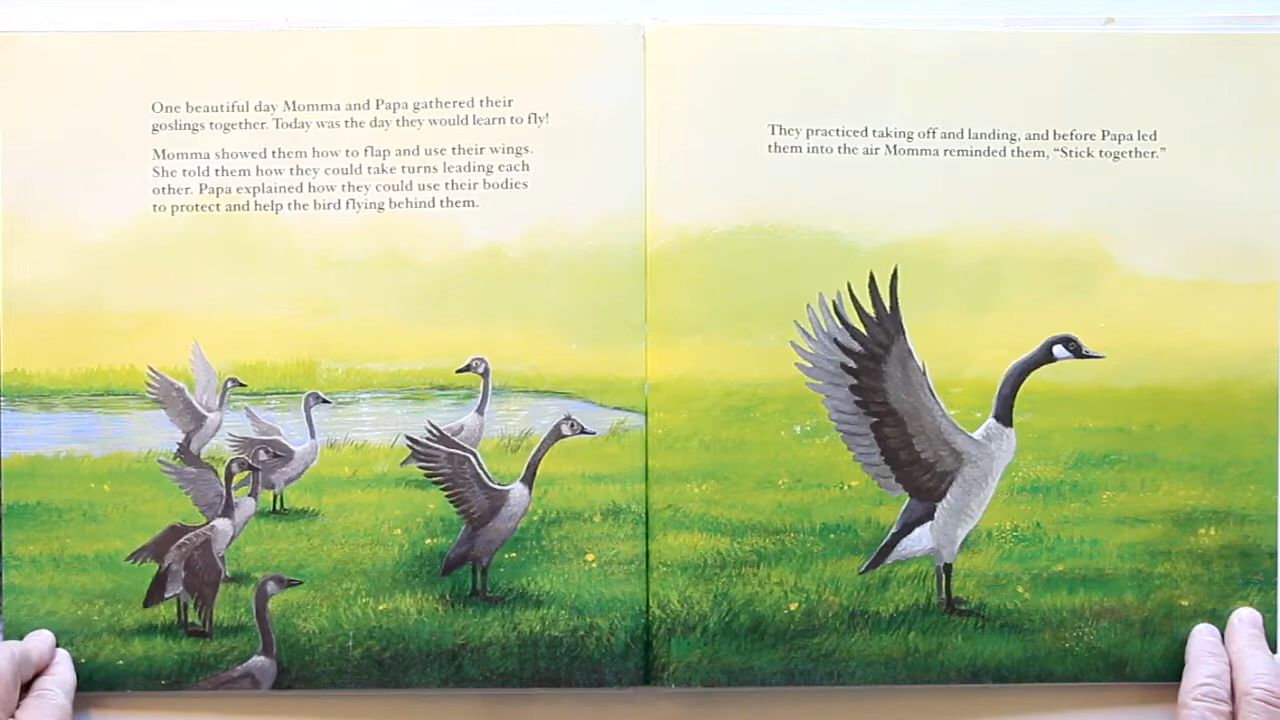 One beautiful day Momma and Papa gathered their
goslings together. Today was the day they would learn to fly!
Momma showed them how to flap and use their wings.
She told them how they could take turns leading each
other. Papa explained how they could use their bodies
to protect and help the bird flying behind them.
They practiced taking off and landing, and before Papa led
them into the air Momma reminded them, “Stick together.”